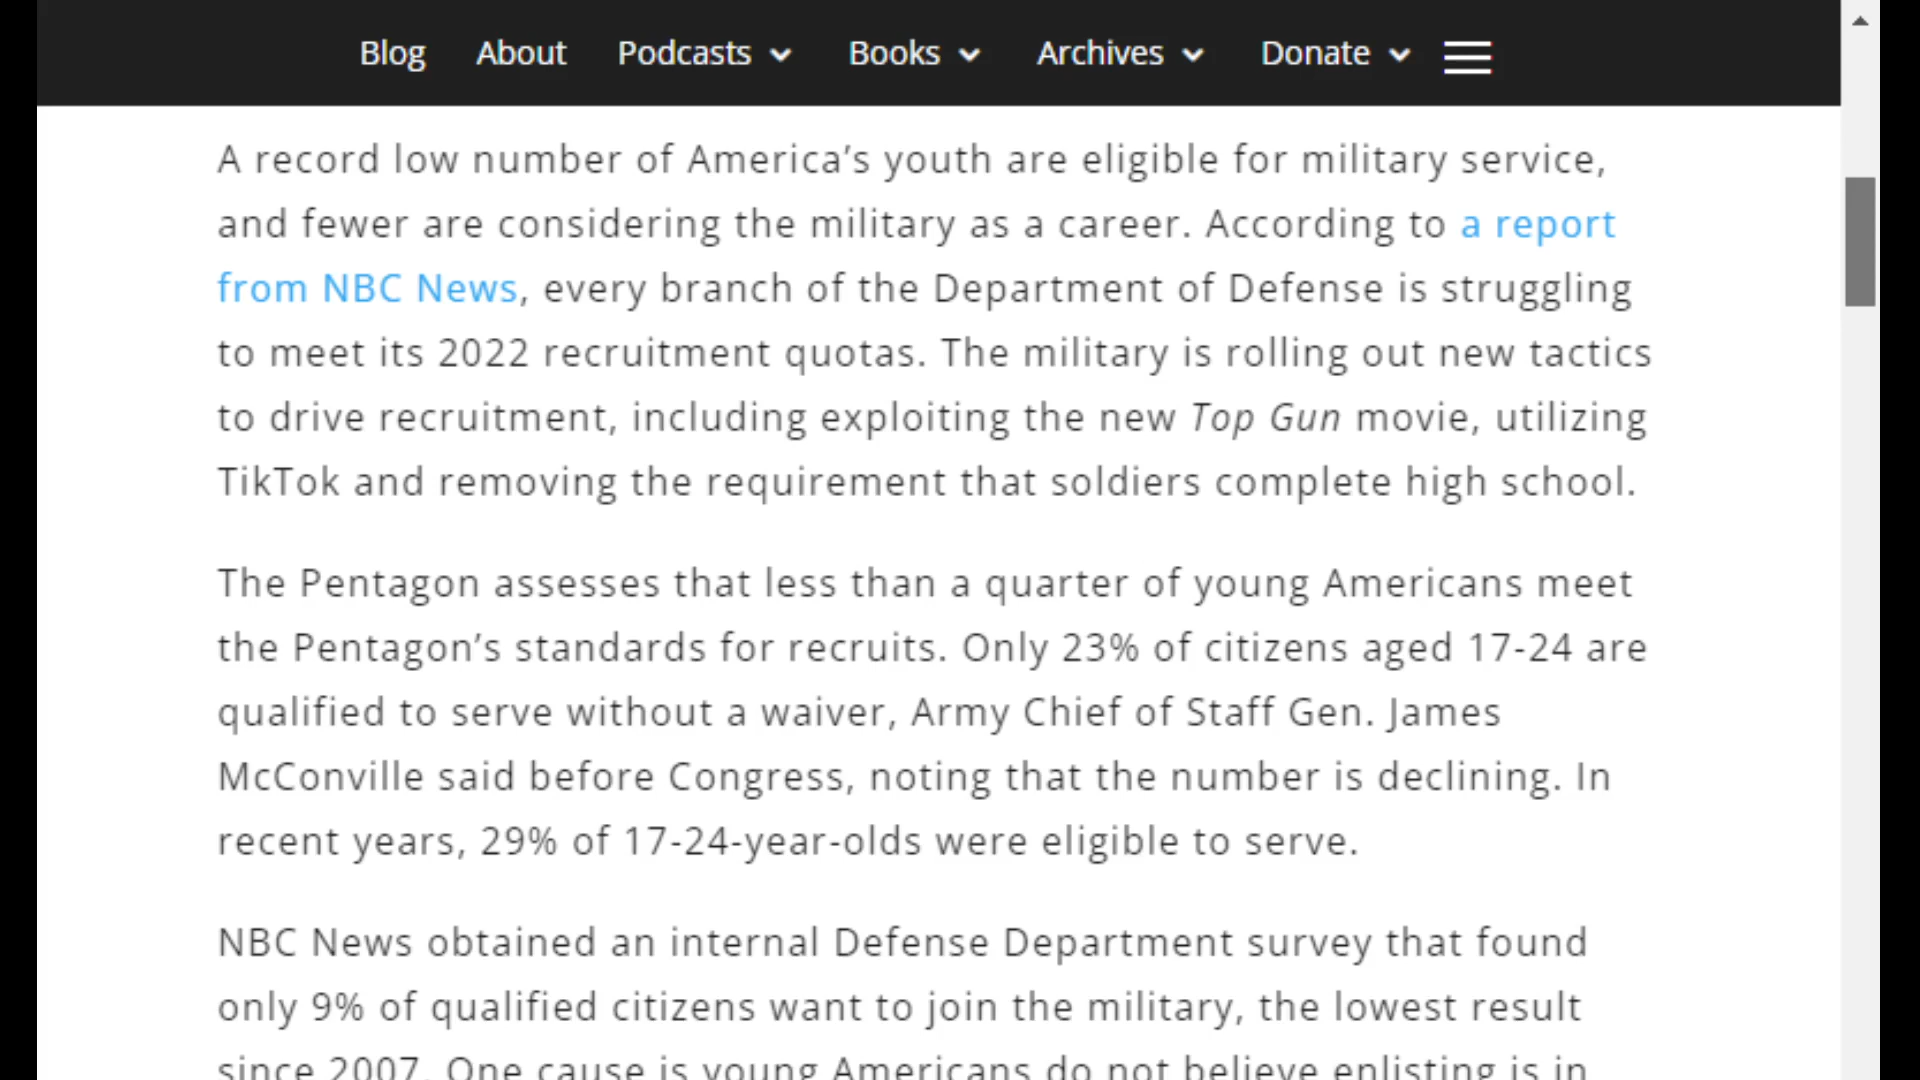 Blog About Podcasts Books Archives Donate
A record low number of America’s youth are eligible for military service,
and fewer are considering the military as a career. According to a report
from NBC News, every branch of the Department of Defense is struggling
to meet its 2022 recruitment quotas. The military is rolling out new tactics
to drive recruitment, including exploiting the new Top Gun movie, utilizing
TikTok and removing the requirement that soldiers complete high school.
The Pentagon assesses that less than a quarter of young Americans meet
the Pentagon’s standards for recruits. Only 23% of citizens aged 17-24 are
qualified to serve without a waiver, Army Chief of Staff Gen. James
McConville said before Congress, noting that the number is declining. In
recent years, 29% of 17-24-year-olds were eligible to serve.
NBC News obtained an internal Defense Department survey that found
only 9% of qualified citizens want to join the military, the lowest result
since 2007. One cause is young Americans do not believe enlisting is in